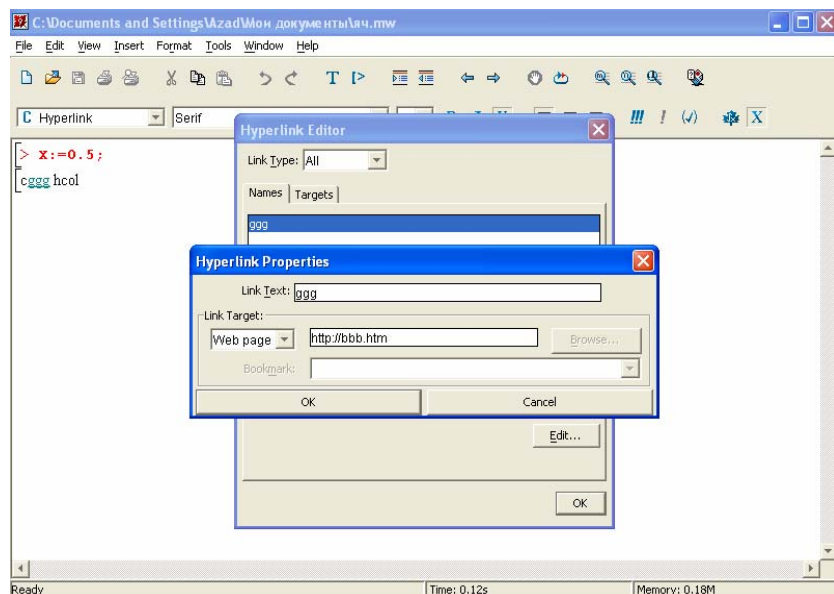 C:\Documents and Settings\Azad\Мои документы\яч.mw
File Edit View Insert Format Tools Window Help
C Hyperlink Serif
Hyperlink Editor
> x:=0.5;
Link Type: All
cggg hcol
Names Targets
ggg
Hyperlink Properties
Link Text: ggg
Link Target:
Web page http://bbb.htm Browse...
Bookmark:
OK Cancel
Edit...
OK
Ready Time: 0.12s Memory: 0.18M